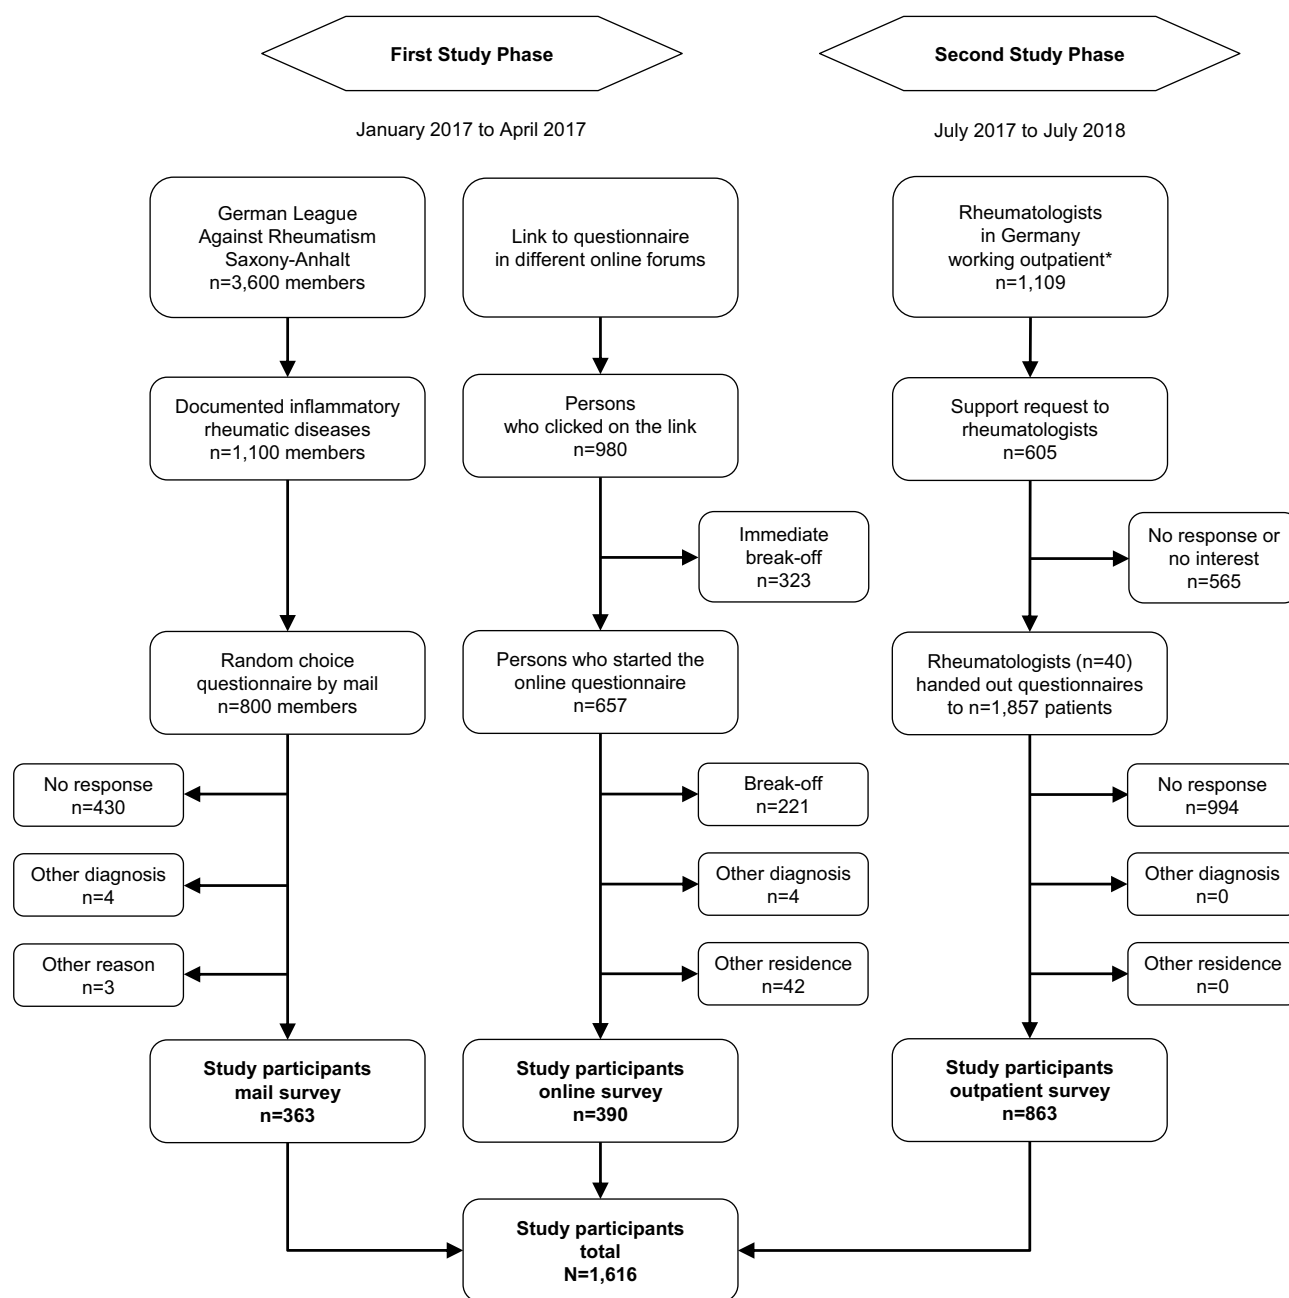 First Study Phase
Second Study Phase
January 2017 to April 2017
July 2017 to July 2018
German League
Against Rheumatism
Saxony-Anhalt
n=3,600 members
Link to questionnaire
in different online forums
Rheumatologists
in Germany
working outpatient*
n=1,109
Documented inflammatory
rheumatic diseases
n=1,100 members
Persons
who clicked on the link
n=980
Support request to
rheumatologists
n=605
Immediate
break-off
n=323
No response or
no interest
n=565
Random choice
questionnaire by mail
n=800 members
Persons who started the
online questionnaire
n=657
Rheumatologists (n=40)
handed out questionnaires
to n=1,857 patients
No response
n=430
Break-off
n=221
No response
n=994
Other diagnosis
n=4
Other diagnosis
n=4
Other diagnosis
n=0
Other reason
n=3
Other residence
n=42
Other residence
n=0
Study participants
mail survey
n=363
Study participants
online survey
n=390
Study participants
outpatient survey
n=863
Study participants
total
N=1,616